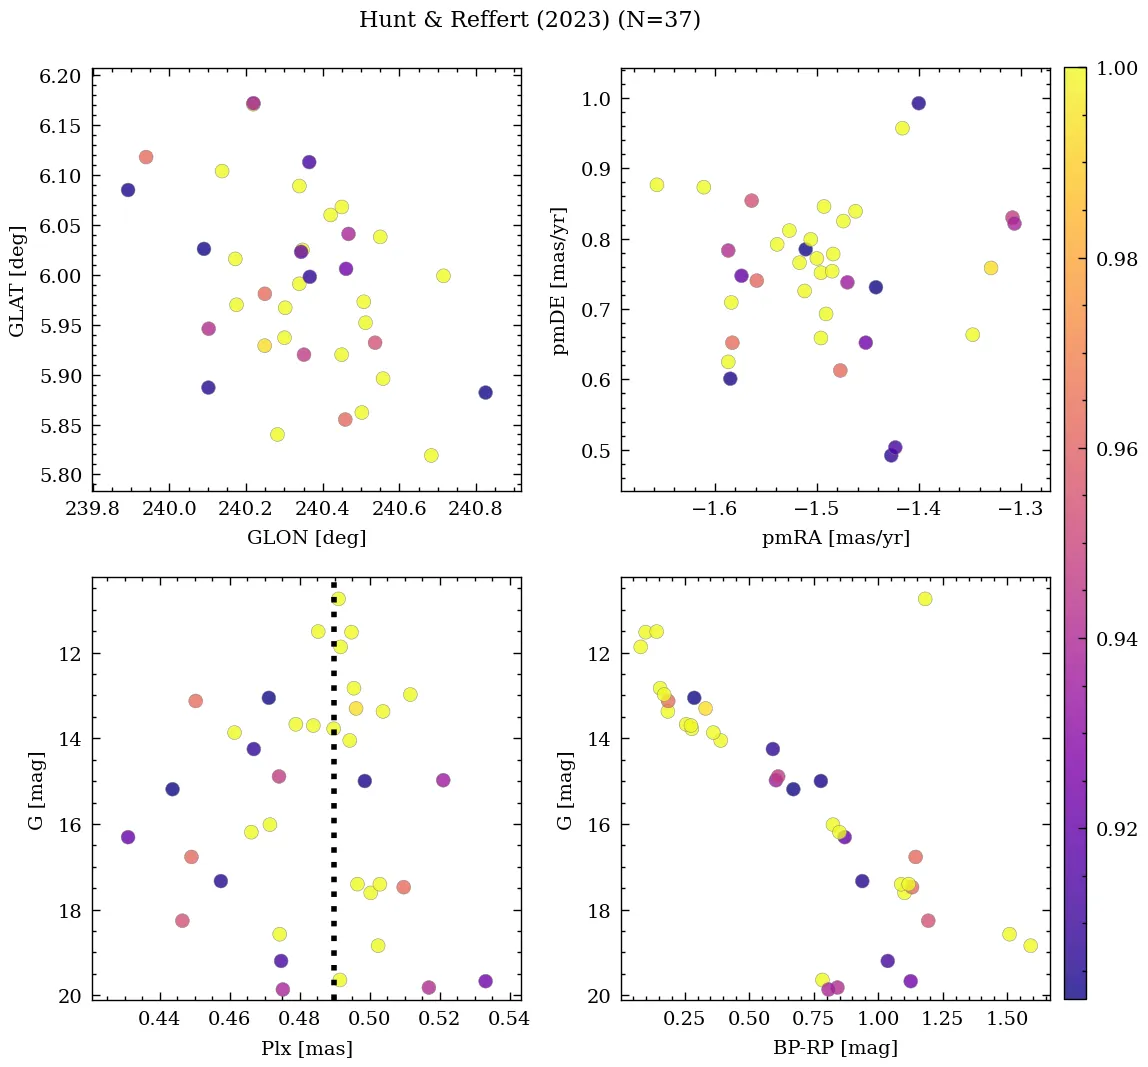 Hunt & Reffert (2023) (N=37)
6.20
6.15
6.10
6.05
6.00
5.95
5.90
5.85
5.80
GLAT [deg]
239.8 240.0 240.2 240.4 240.6 240.8
GLON [deg]
1.0
0.9
0.8
0.7
0.6
0.5
pmDE [mas/yr]
−1.6 −1.5 −1.4 −1.3
pmRA [mas/yr]
1.00
0.98
0.96
0.94
0.92
12
14
16
18
20
G [mag]
0.44 0.46 0.48 0.50 0.52 0.54
Plx [mas]
12
14
16
18
20
G [mag]
0.25 0.50 0.75 1.00 1.25 1.50
BP-RP [mag]